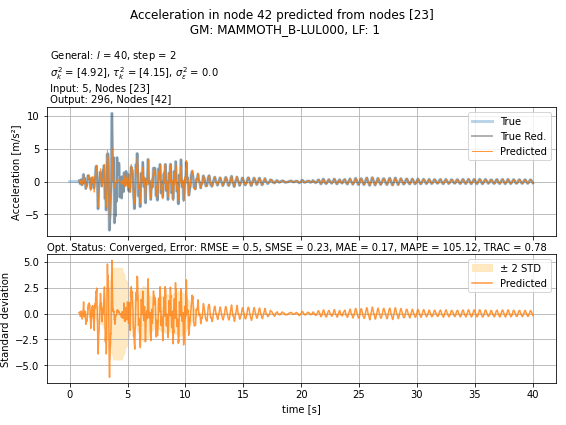 Acceleration in node 42 predicted from nodes [23]
GM: MAMMOTH_B-LUL000, LF: 1
General: l = 40, step = 2
σ²ₖ = [4.92], τ²ₖ = [4.15], σ²ε = 0.0
Input: 5, Nodes [23]
Output: 296, Nodes [42]
Acceleration [m/s²]
10
5
0
−5
True
True Red.
Predicted
Opt. Status: Converged, Error: RMSE = 0.5, SMSE = 0.23, MAE = 0.17, MAPE = 105.12, TRAC = 0.78
Standard deviation
5.0
2.5
0.0
−2.5
−5.0
± 2 STD
Predicted
0 5 10 15 20 25 30 35 40
time [s]